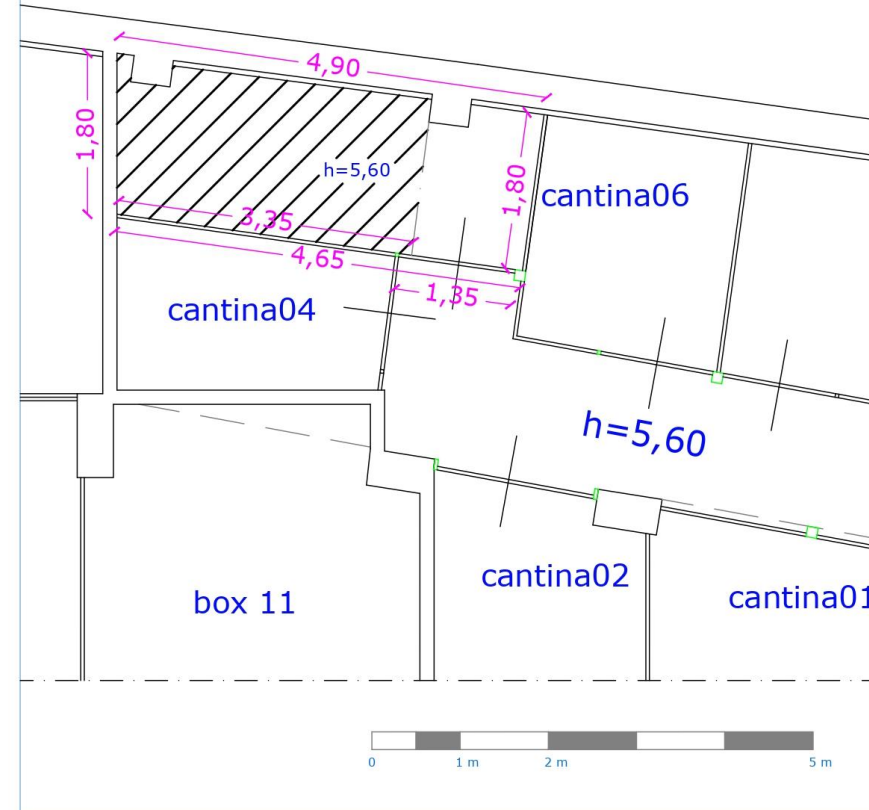 4,90
1,80
h=5,60
1,80
cantina06
3,35
4,65
1,35
cantina04
h=5,60
cantina02
cantina01
box 11
0 1 m 2 m 5 m